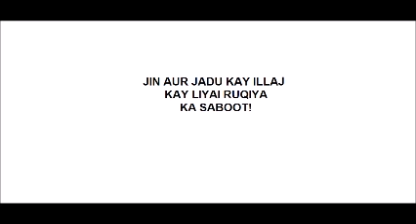 JIN AUR JADU KAY ILLAJ
KAY LIYAI RUQIYA
KA SABOOT!